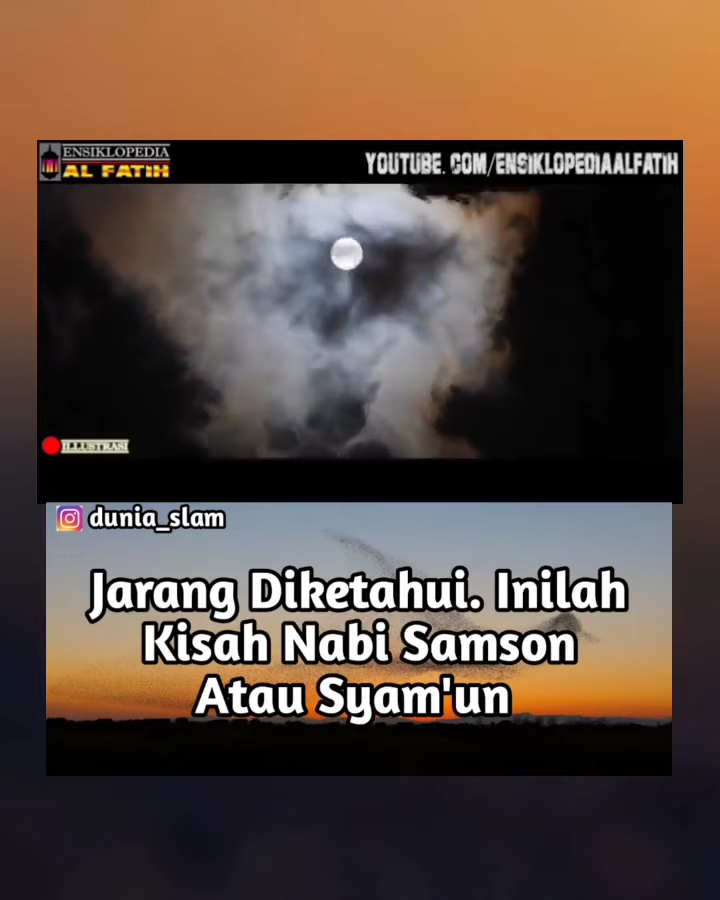 ENSIKLOPEDIA
AL FATIH
YOUTUBE.COM/ENSIKLOPEDIAALFATIH
ILLUSTRASI
dunia_slam
Jarang Diketahui. Inilah
Kisah Nabi Samson
Atau Syam'un